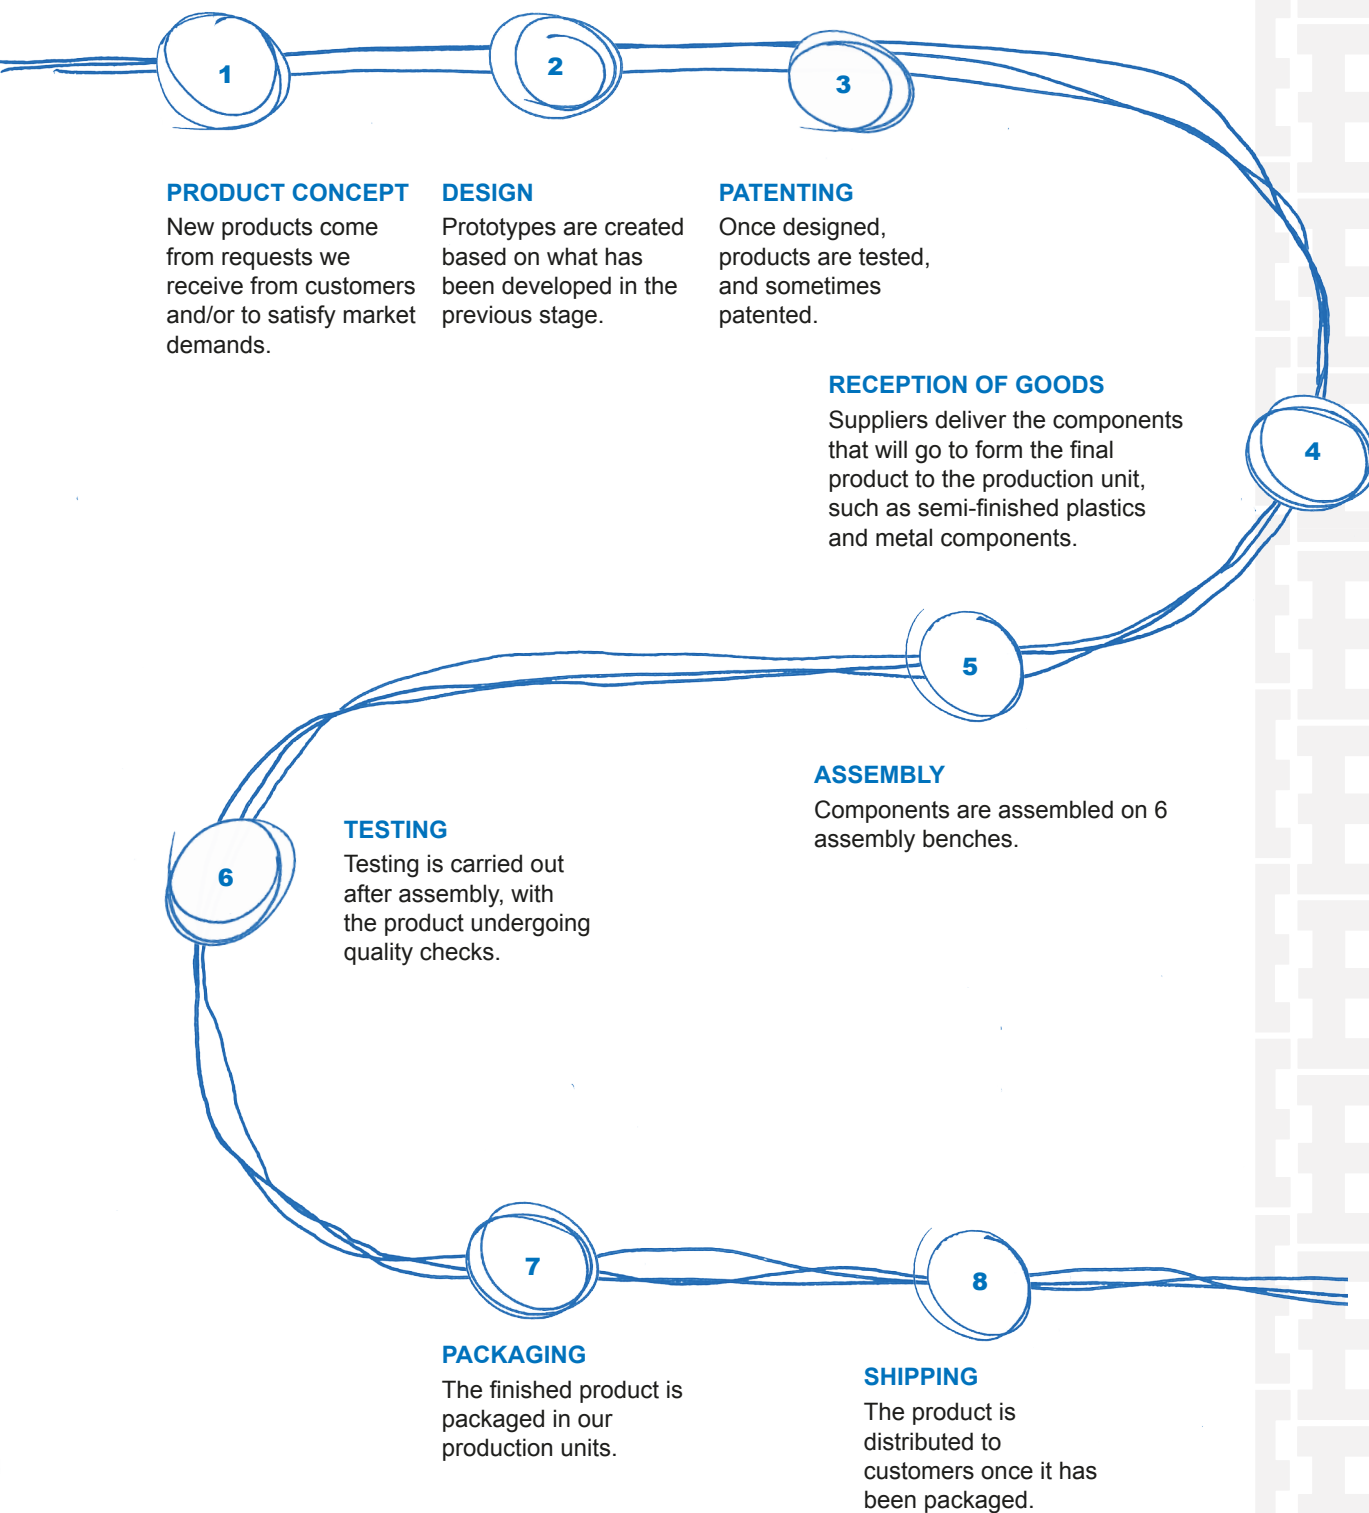 1
2
3
PRODUCT CONCEPT
New products come
from requests we
receive from customers
and/or to satisfy market
demands.
DESIGN
Prototypes are created
based on what has
been developed in the
previous stage.
PATENTING
Once designed,
products are tested,
and sometimes
patented.
4
RECEPTION OF GOODS
Suppliers deliver the components
that will go to form the final
product to the production unit,
such as semi-finished plastics
and metal components.
5
ASSEMBLY
Components are assembled on 6
assembly benches.
6
TESTING
Testing is carried out
after assembly, with
the product undergoing
quality checks.
7
PACKAGING
The finished product is
packaged in our
production units.
8
SHIPPING
The product is
distributed to
customers once it has
been packaged.